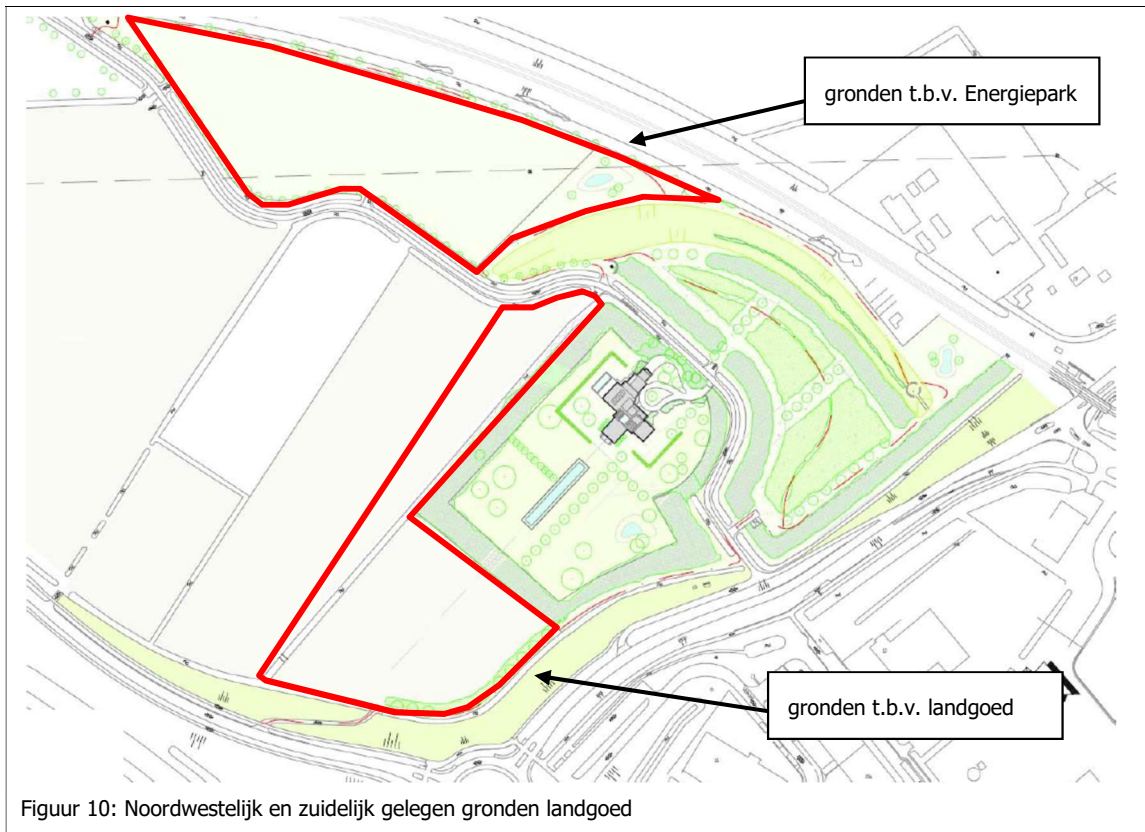 gronden t.b.v. Energiepark
gronden t.b.v. landgoed
Figuur 10: Noordwestelijk en zuidelijk gelegen gronden landgoed